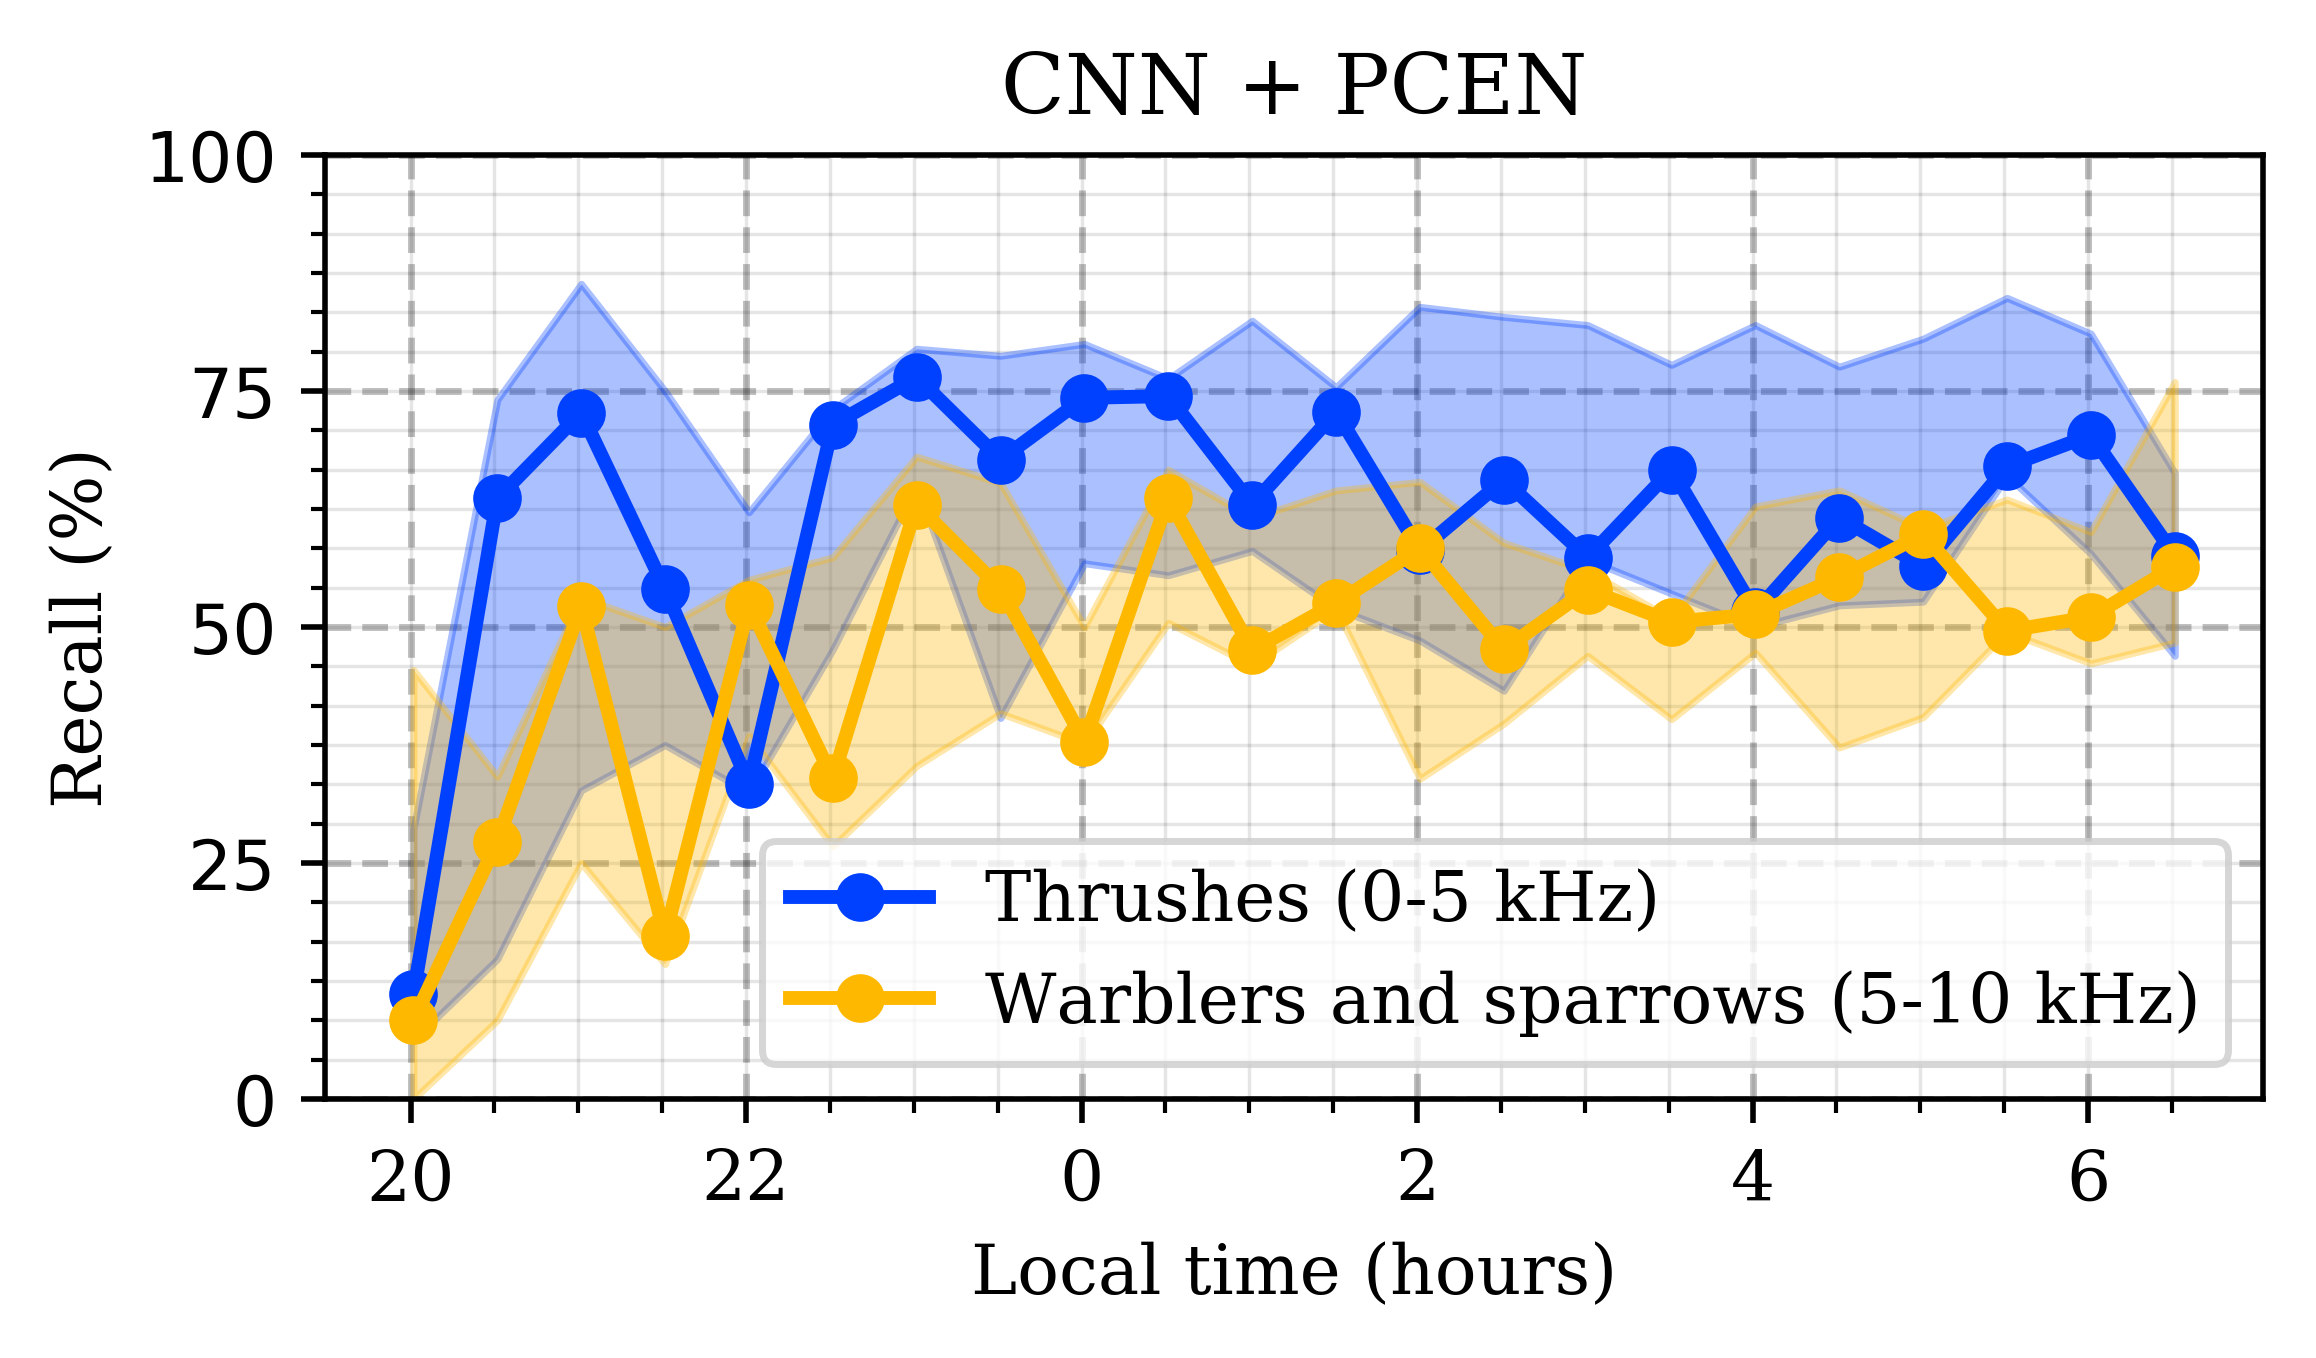 CNN + PCEN
100
75
50
25
0
Recall (%)
Thrushes (0-5 kHz)
Warblers and sparrows (5-10 kHz)
20 22 0 2 4 6
Local time (hours)